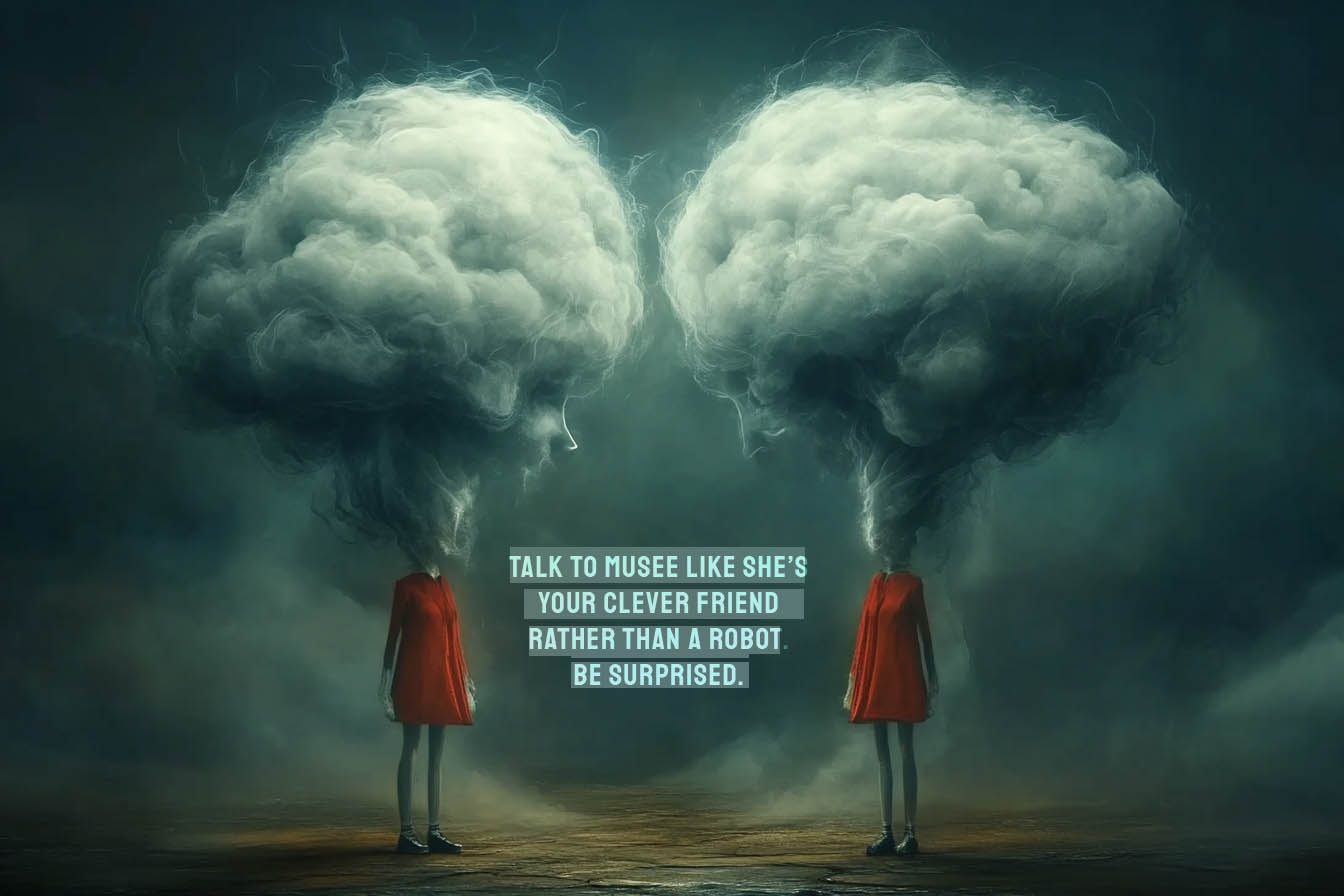 TALK TO MUSEE LIKE SHE’S
YOUR CLEVER FRIEND
RATHER THAN A ROBOT.
BE SURPRISED.